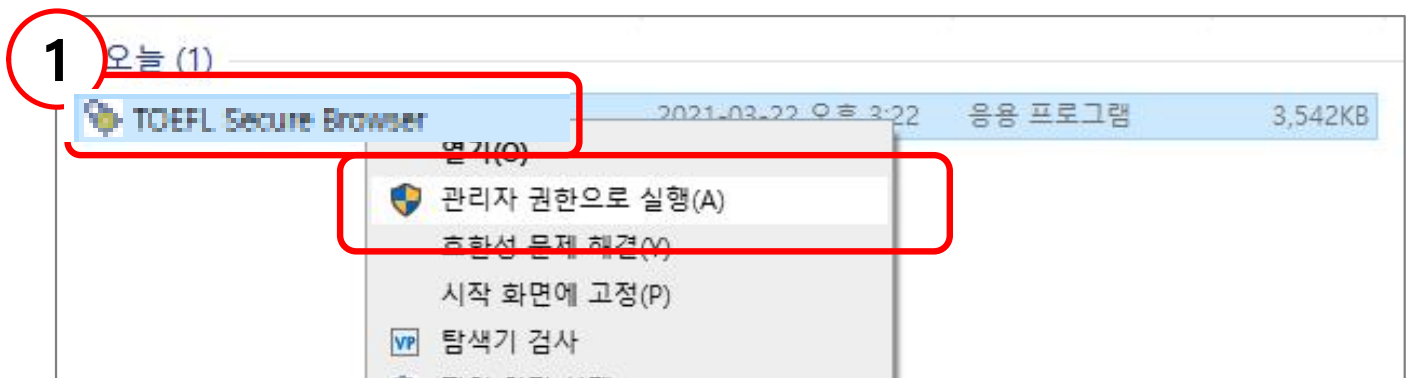 1
오늘 (1)
TOEFL Secure Browser 2021-03-22 오후 3:22 응용 프로그램 3,542KB
열기(O)
관리자 권한으로 실행(A)
호환성 문제 해결(Y)
시작 화면에 고정(P)
VP 탐색기 검사